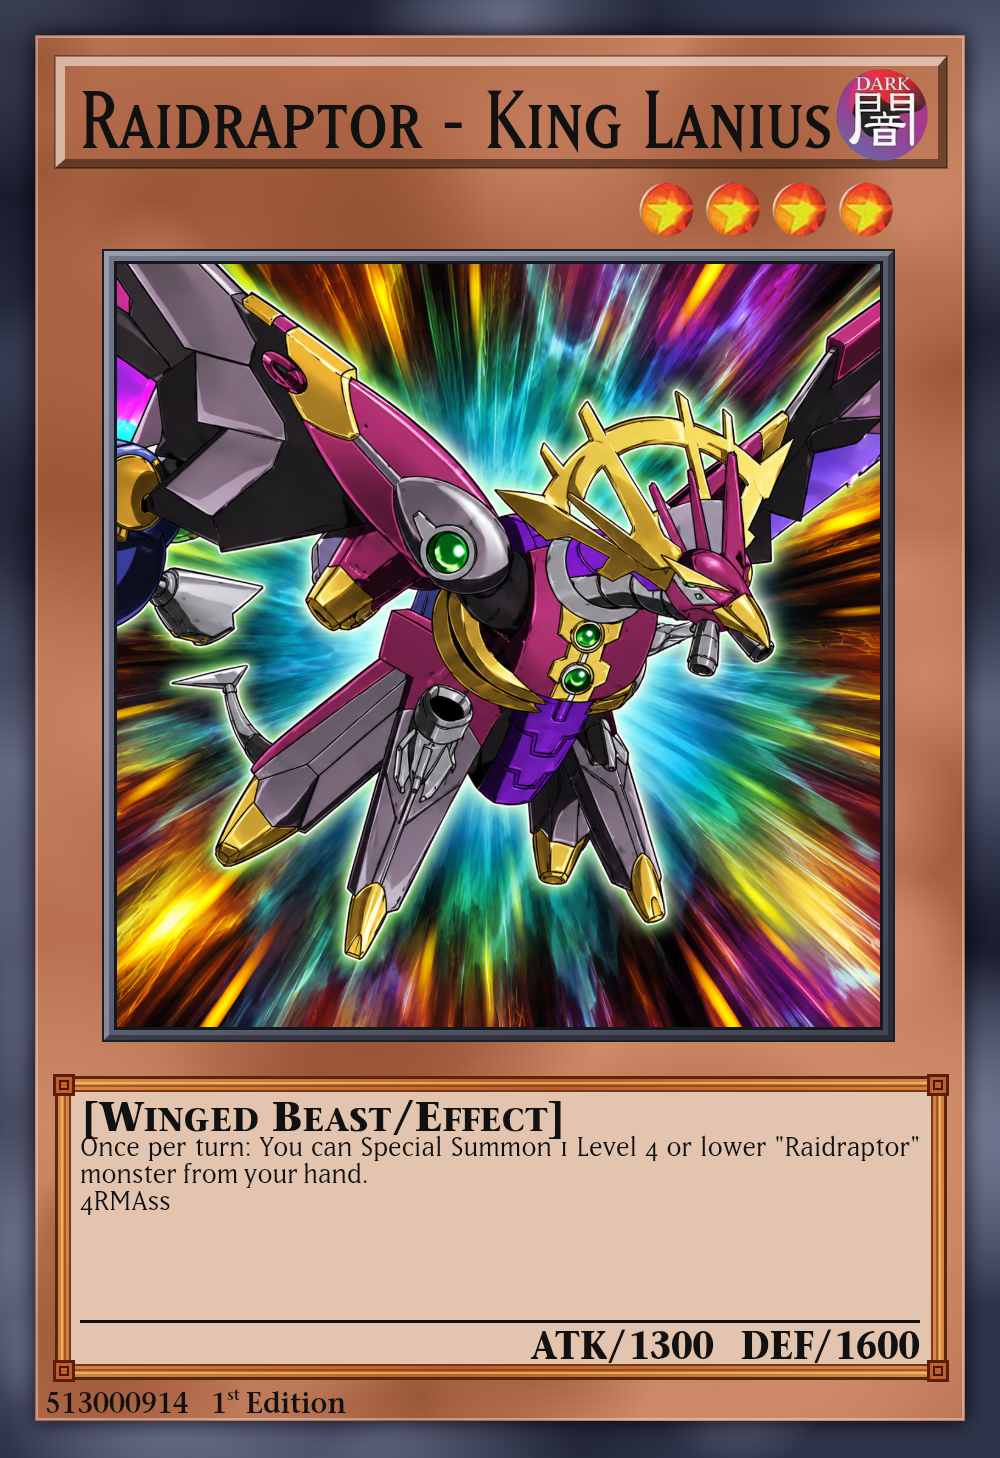 Raidraptor - King Lanius
DARK
闇
[Winged Beast/Effect]
Once per turn: You can Special Summon 1 Level 4 or lower "Raidraptor"
monster from your hand.
4RMAss
ATK/1300 DEF/1600
513000914 1st Edition